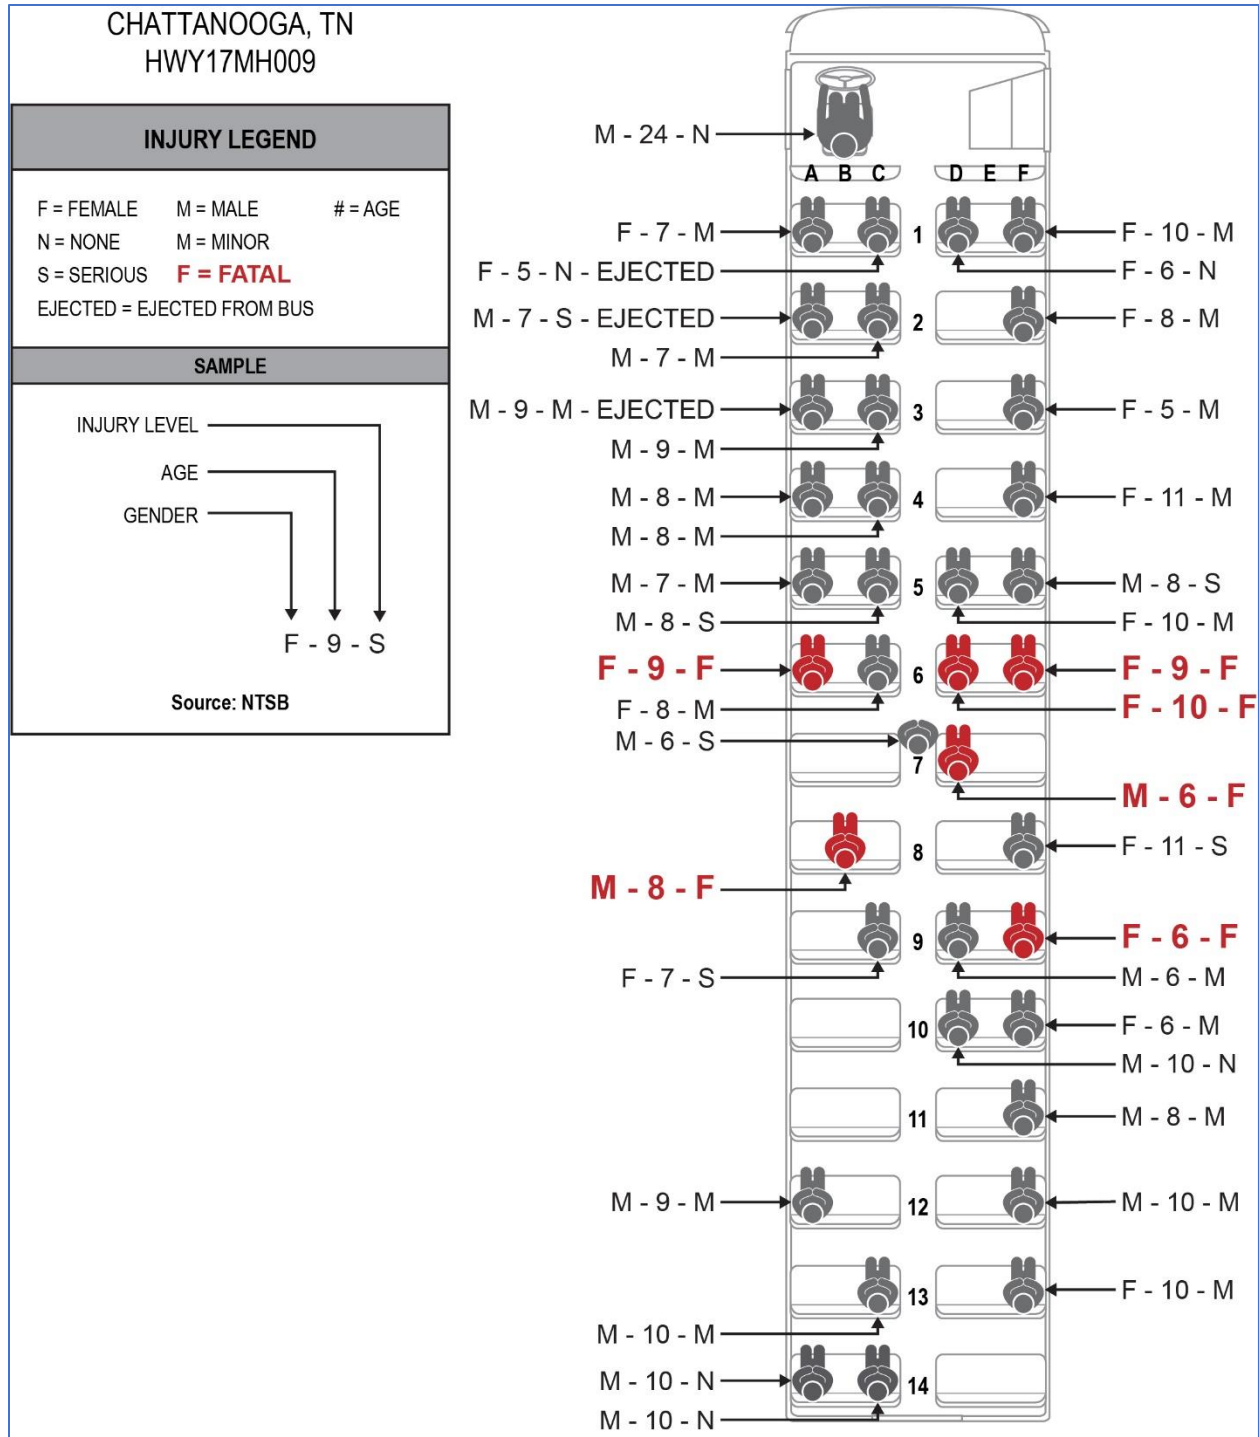 CHATTANOOGA, TN
HWY17MH009
INJURY LEGEND
F = FEMALE M = MALE # = AGE
N = NONE M = MINOR
S = SERIOUS F = FATAL
EJECTED = EJECTED FROM BUS
SAMPLE
INJURY LEVEL
AGE
GENDER
F - 9 - S
Source: NTSB
M - 24 - N
A B C D E F
F - 7 - M 1 F - 10 - M
F - 5 - N - EJECTED F - 6 - N
M - 7 - S - EJECTED 2 F - 8 - M
M - 7 - M
M - 9 - M - EJECTED 3 F - 5 - M
M - 9 - M
M - 8 - M 4 F - 11 - M
M - 8 - M
M - 7 - M 5 M - 8 - S
M - 8 - S F - 10 - M
F - 9 - F 6 F - 9 - F
F - 8 - M F - 10 - F
M - 6 - S
7
M - 6 - F
8 F - 11 - S
M - 8 - F
9 F - 6 - F
F - 7 - S M - 6 - M
10 F - 6 - M
M - 10 - N
11 M - 8 - M
M - 9 - M 12 M - 10 - M
13 F - 10 - M
M - 10 - M
M - 10 - N 14
M - 10 - N